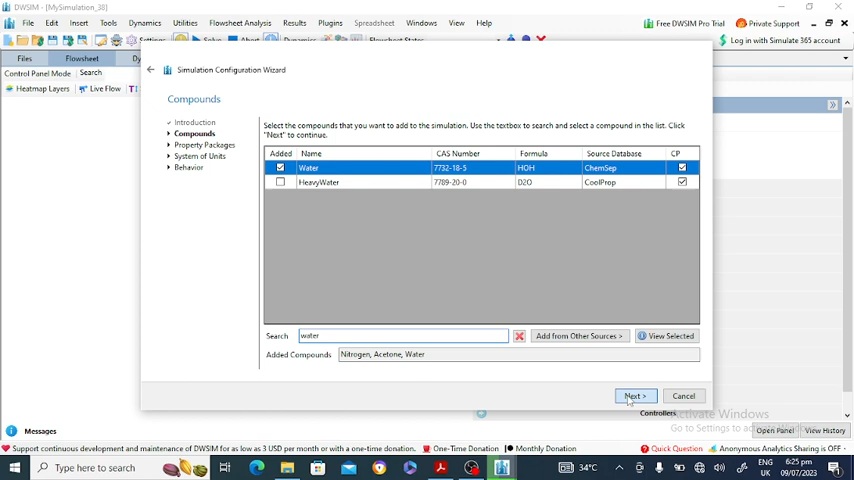 DWSIM - [MySimulation_38]
File Edit Insert Tools Dynamics Utilities Flowsheet Analysis Results Plugins Spreadsheet Windows View Help
Free DWSIM Pro Trial Private Support
Log in with Simulate 365 account
Files Flowsheet
Control Panel Mode Search
Heatmap Layers Live Flow
Simulation Configuration Wizard
Compounds
Introduction
Compounds
Property Packages
System of Units
Behavior
Select the compounds that you want to add to the simulation. Use the textbox to search and select a compound in the list. Click
"Next" to continue.
Added Name CAS Number Formula Source Database CP
Water 7732-18-5 HOH ChemSep
HeavyWater 7789-20-0 D2O CoolProp
Search water Add from Other Sources > View Selected
Added Compounds Nitrogen, Acetone, Water
Next > Cancel
Controllers
Activate Windows
Go to Settings to
Messages Open Panel View History
Support continuous development and maintenance of DWSIM for as low as 3 USD per month or with a one-time donation. One-Time Donation Monthly Donation Quick Question Anonymous Analytics Sharing is OFF
Type here to search
34°C
ENG
UK
6:25 pm
09/07/2023